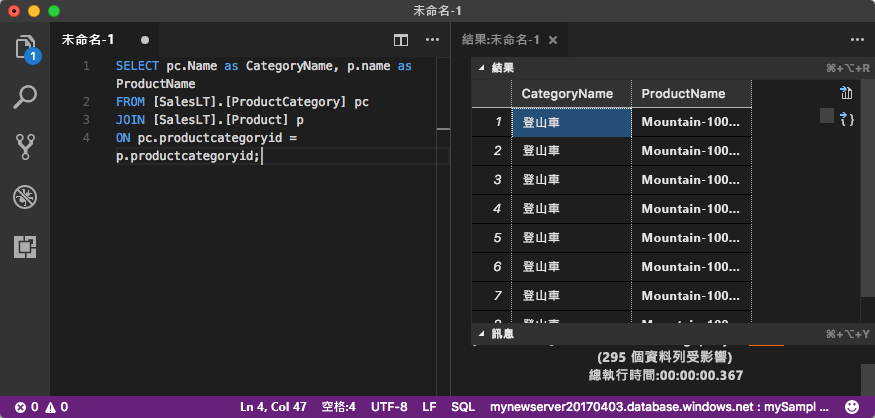 未命名-1
1
未命名-1
1 SELECT pc.Name as CategoryName, p.name as
ProductName
2 FROM [SalesLT].[ProductCategory] pc
3 JOIN [SalesLT].[Product] p
4 ON pc.productcategoryid =
p.productcategoryid;
結果:未命名-1
結果 ⌘+⌥+R
CategoryName ProductName
1 登山車 Mountain-100...
2 登山車 Mountain-100...
3 登山車 Mountain-100...
4 登山車 Mountain-100...
5 登山車 Mountain-100...
6 登山車 Mountain-100...
7 登山車 Mountain-100...
訊息 ⌘+⌥+Y
(295 個資料列受影響)
總執行時間:00:00:00.367
0 0 Ln 4, Col 47 空格:4 UTF-8 LF SQL mynewserver20170403.database.windows.net : mySampl ...